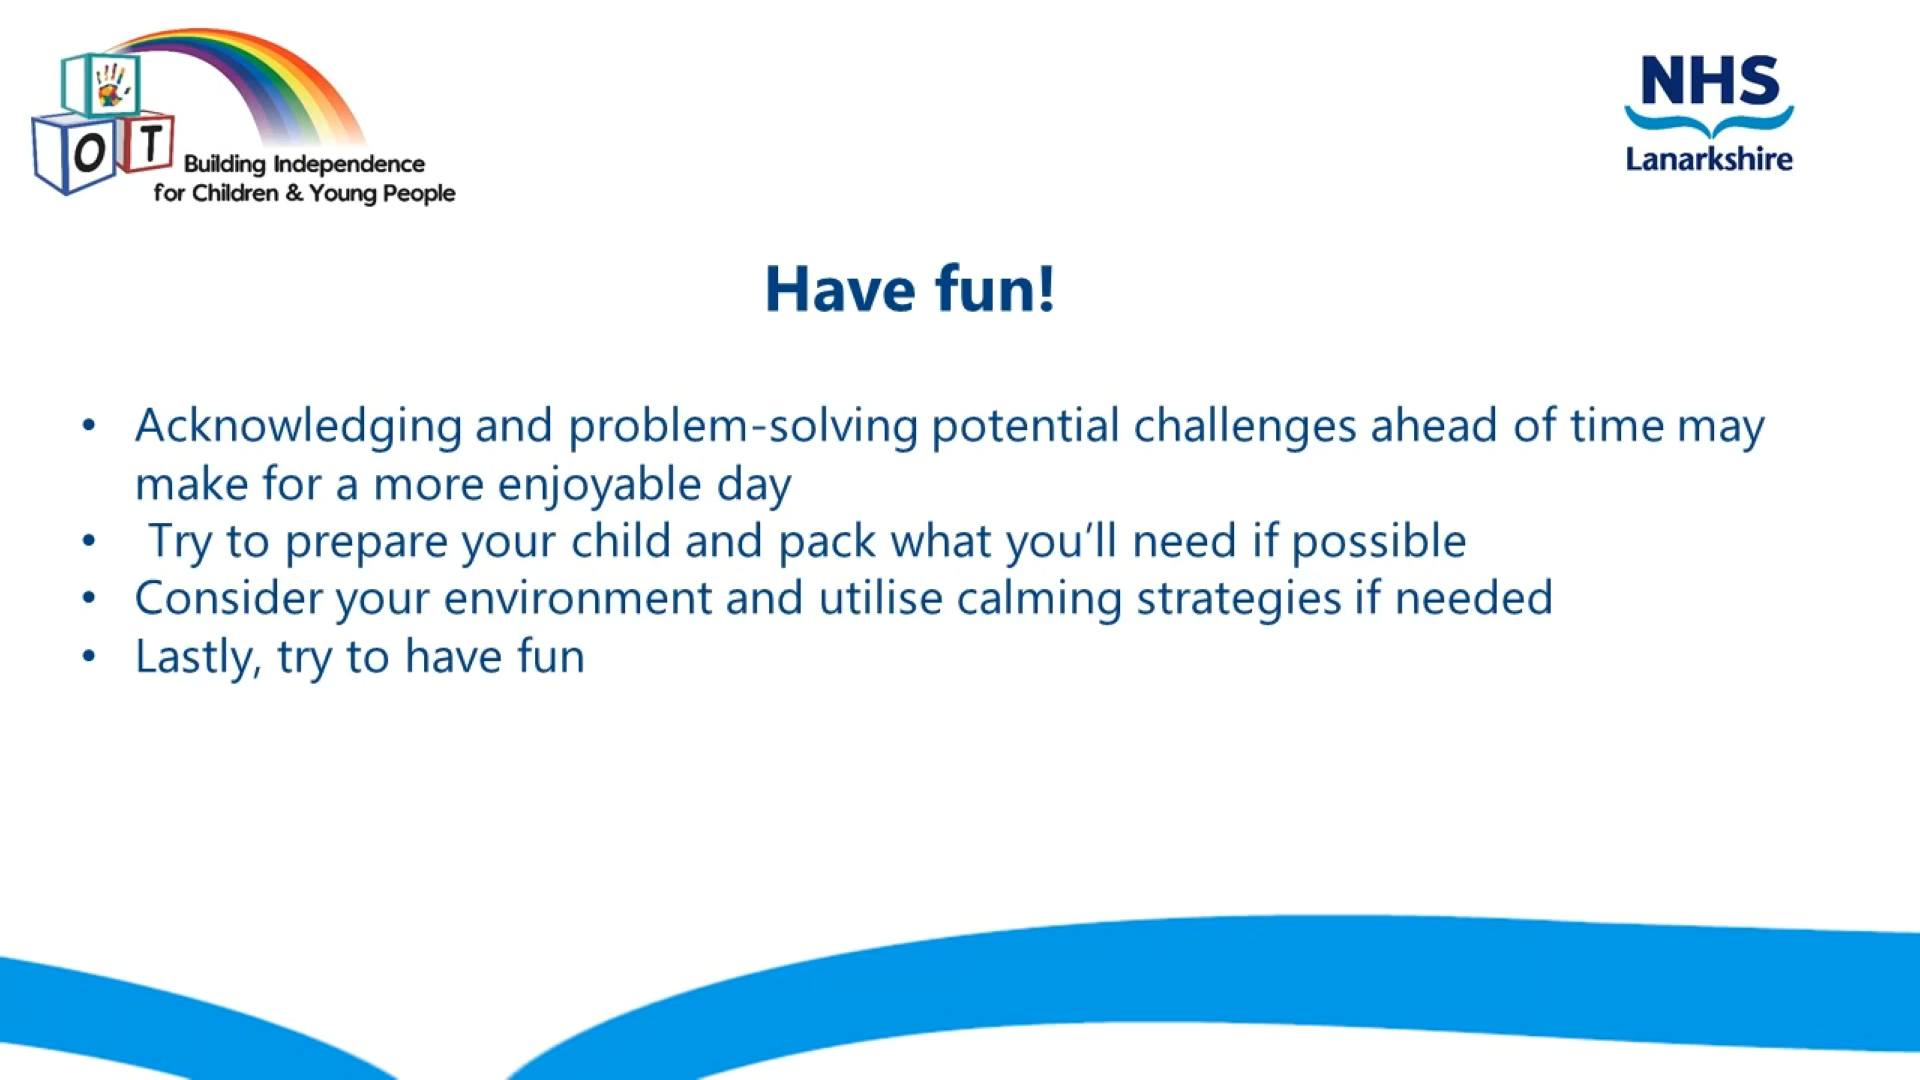 O T
Building Independence
for Children & Young People
NHS
Lanarkshire
Have fun!
• Acknowledging and problem-solving potential challenges ahead of time may
make for a more enjoyable day
• Try to prepare your child and pack what you’ll need if possible
• Consider your environment and utilise calming strategies if needed
• Lastly, try to have fun